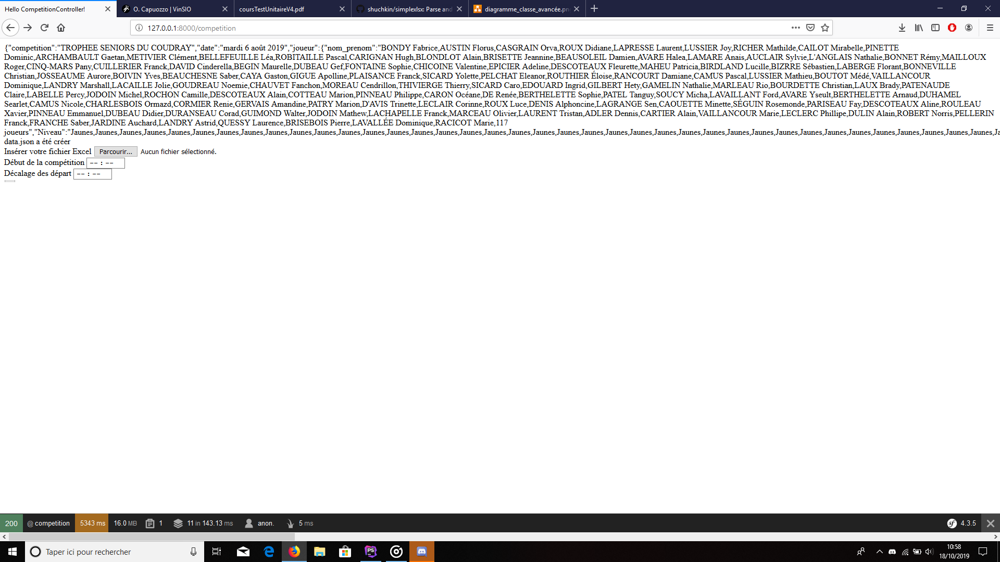 Hello CompetitionController!
O. Capuozzo | VinSIO
coursTestUnitaireV4.pdf
shuchkin/simplexlsx: Parse and
diagramme_classe_avancée.pn
127.0.0.1:8000/competition
{"competition":"TROPHEE SENIORS DU COUDRAY","date":"mardi 6 août 2019","joueur":{"nom_prenom":"BONDY Fabrice,AUSTIN Florus,CASGRAIN Orva,ROUX Didiane,LAPRESSE Laurent,LUSSIER Joy,RICHER Mathilde,CAILOT Mirabelle,PINETTE
Dominic,ARCHAMBAULT Gaetan,METIVIER Clément,BELLEFEUILLE Léa,ROBITAILLE Pascal,CARIGNAN Hugh,BLONDLOT Alain,BRISETTE Jeannine,BEAUSOLEIL Damien,AVARE Halea,LAMARE Anais,AUCLAIR Sylvie,L'ANGLAIS Nathalie,BONNET Rémy,MAILLOUX
Roger,CINQ-MARS Pany,CUILLERIER Franck,DAVID Cinderella,BEGIN Maurelle,DUBEAU Gef,FONTAINE Sophie,CHICOINE Valentine,EPICIER Adeline,DESCOTEAUX Fleurette,MAHEU Patricia,BIRDLAND Lucille,BIZRRE Sébastien,LABERGE Florant,BONNEVILLE
Christian,JOSSEAUME Aurore,BOIVIN Yves,BEAUCHESNE Saber,CAYA Gaston,GIGUE Apolline,PLAISANCE Franck,SICARD Yolette,PELCHAT Eleanor,ROUTHIER Éloise,RANCOURT Damiane,CAMUS Pascal,LUSSIER Mathieu,BOUTOT Médé,VAILLANCOUR
Dominique,LANDRY Marshall,LACAILLE Jolie,GOUDREAU Noemie,CHAUVET Fanchon,MOREAU Cendrillon,THIVIERGE Thierry,SICARD Caro,EDOUARD Ingrid,GILBERT Hety,GAMELIN Nathalie,MARLEAU Rio,BOURDETTE Christian,LAUX Brady,PATENAUDE
Claire,LABELLE Percy,JODOIN Michel,ROCHON Camille,DESCOTEAUX Alain,COTTEAU Marion,PINNEAU Philippe,CARON Océane,DE Renée,BERTHELETTE Sophie,PATEL Tanguy,SOUCY Micha,LAVAILLANT Ford,AVARE Yseult,BERTHELETTE Arnaud,DUHAMEL
Searlet,CAMUS Nicole,CHARLESBOIS Ormazd,CORMIER Renie,GERVAIS Amandine,PATRY Marion,D'AVIS Trinette,LECLAIR Corinne,ROUX Luce,DENIS Alphoncine,LAGRANGE Sen,CAOUETTE Minette,SÉGUIN Rosemonde,PARISEAU Fay,DESCOTEAUX Aline,ROULEAU
Xavier,PINNEAU Emmanuel,DUBEAU Didier,DURANSEAU Corad,GUIMOND Walter,JODOIN Mathew,LACHAPELLE Franck,MARCEAU Olivier,LAURENT Tristan,ADLER Dennis,CARTIER Alain,VAILLANCOUR Marie,LECLERC Phillipe,DULIN Alain,ROBERT Norris,PELLERIN
Franck,FRANCHE Saber,JARDINE Auchard,LANDRY Astrid,QUESSY Laurence,BRISEBOIS Pierre,LAVALLÉE Dominique,RACICOT Marie,117
joueurs","Niveau":"Jaunes,Jaunes,Jaunes,Jaunes,Jaunes,Jaunes,Jaunes,Jaunes,Jaunes,Jaunes,Jaunes,Jaunes,Jaunes,Jaunes,Jaunes,Jaunes,Jaunes,Jaunes,Jaunes,Jaunes,Jaunes,Jaunes,Jaunes,Jaunes,Jaunes,Jaunes,Jaunes,Jaunes,Jaunes,Jaunes,Jaunes,Jaunes,Jaunes,Jaunes,Jaunes,Jaunes,Jaunes,Ja
data.json a été créer
Insérer votre fichier Excel Parcourir... Aucun fichier sélectionné.
Début de la compétition -- : --
Décalage des départ -- : --
200 @ competition 5343 ms 16.0 MB 1 11 in 143.13 ms anon. 5 ms sf 4.3.5
Taper ici pour rechercher
PS
10:58
18/10/2019